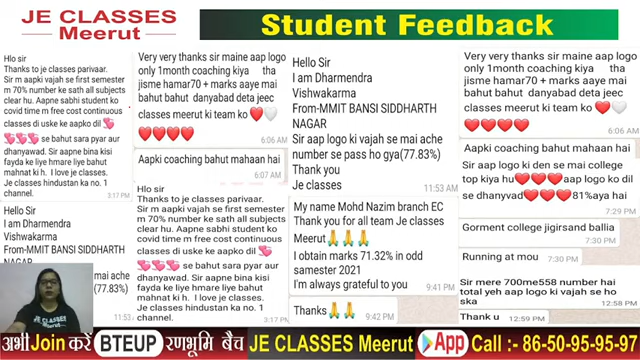 JE CLASSES
Meerut
Student Feedback
Hlo sir
Thanks to je classes parivaar.
Sir m aapki vajah se first semester
m 70% number ke sath all subjects
clear hu. Aapne sabhi student ko
covid time m free cost continuous
classes di uske ke aapko dil 💞
💞💞💞💞 se bahut sara pyar aur
dhanyawad. Sir aapne bina kisi
fayda ke liye hmare liye bahut
mahnat ki h. I love je classes.
Je classes hindustan ka no. 1
channel.
3:17 PM
Hello Sir
I am Dharmendra
Vishwakarma
From-MMIT BANSI SIDDHARTH
NAGAR
mai ache
(77.83%)
11:53
Very very thanks sir maine aap logo
only 1month coaching kiya tha
jisme hamar70 + marks aaye mai
bahut bahut danyabad deta jeec
classes meerut ki team ko ❤️🤍
❤️❤️❤️❤️
6:06 AM
Aapki coaching bahut mahaan hai
6:07 AM
Hlo sir
Thanks to je classes parivaar.
Sir m aapki vajah se first semester
m 70% number ke sath all subjects
clear hu. Aapne sabhi student ko
covid time m free cost continuous
classes di uske ke aapko dil 💞
💞💞💞💞 se bahut sara pyar aur
dhanyawad. Sir aapne bina kisi
fayda ke liye hmare liye bahut
mahnat ki h. I love je classes.
Je classes hindustan ka no. 1
channel.
3:17 PM
Hello Sir
I am Dharmendra
Vishwakarma
From-MMIT BANSI SIDDHARTH
NAGAR
Sir aap logo ki vajah se mai ache
number se pass ho gya(77.83%)
Thank you
Je classes
11:53 AM
My name Mohd Nazim branch EC
Thank you for all team Je classes
Meerut🙏🙏🙏
I obtain marks 71.32% in odd
samester 2021
I'm always grateful to you
9:41 PM
Thanks🙏🙏
9:42 PM
Very very thanks sir maine aap logo
only 1month coaching kiya tha
jisme hamar70 + marks aaye mai
bahut bahut danyabad deta jeec
classes meerut ki team ko ❤️🤍
❤️❤️❤️❤️
6:06 AM
Aapki coaching bahut mahaan hai
Sir aap logo ki den se mai college
top kiya hu❤️❤️❤️aap logo ko dil
se dhanyvad❤️❤️❤️81%aya hai
7:29 PM
Gorment college jigirsand ballia
7:30 PM
Running at mou
7:30 PM
Sir mere 700me558 number hai
total yeh aap logo ki vajah se ho
ska
12:58 PM
Thank u
12:59 PM
अभी Join करें BTEUP रणभूमि बैच JE CLASSES Meerut App Call :- 86-50-95-95-97